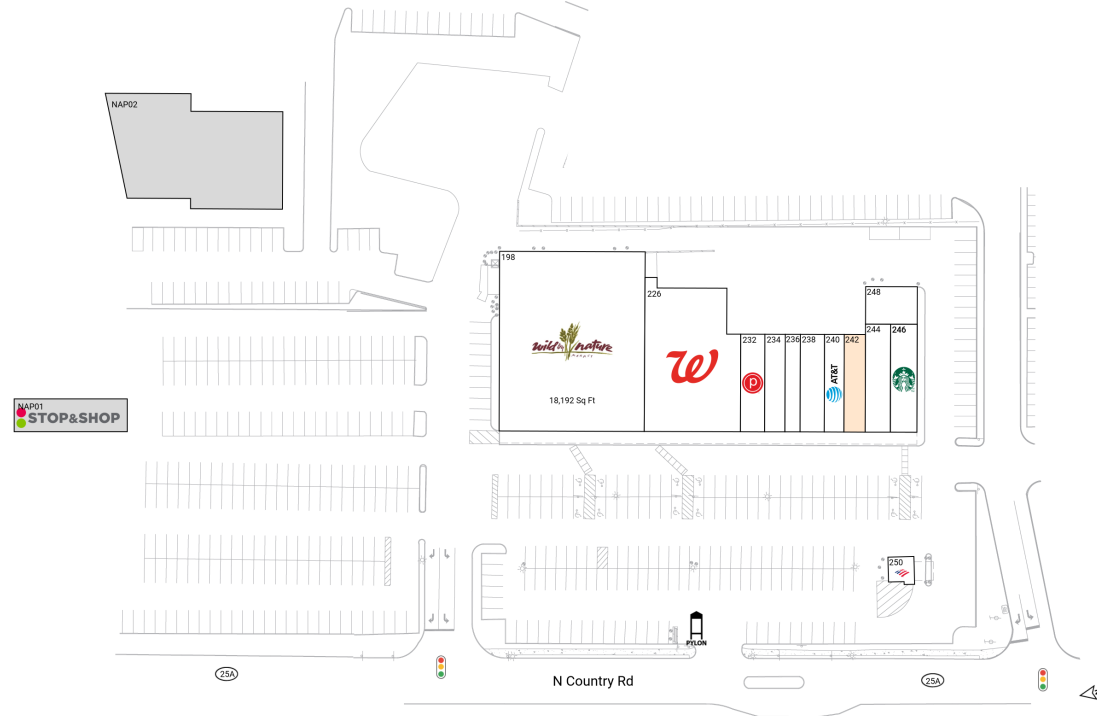 NAP02
198
226
248
232
234
236
238
240
242
244
246
wild by nature
MARKET
AT&T
18,192 Sq Ft
NAP01
STOP&SHOP
250
PYLON
25A
N Country Rd
25A